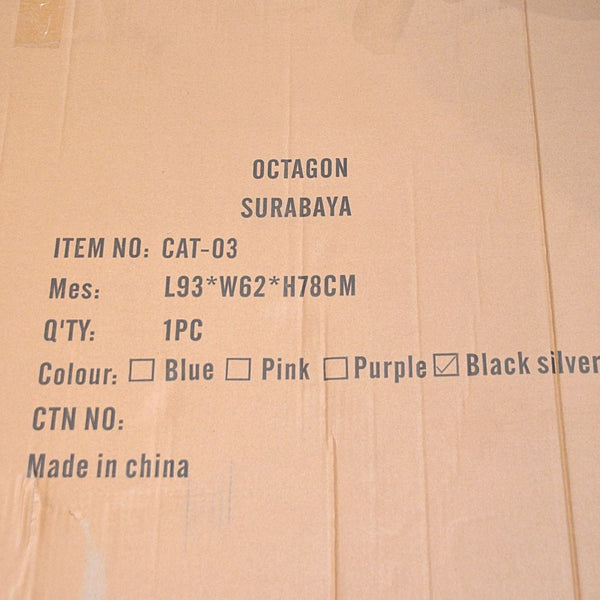 OCTAGON
SURABAYA
ITEM NO: CAT-03
Mes: L93*W62*H78CM
Q'TY: 1PC
Colour: ☐ Blue ☐ Pink ☐ Purple ☑ Black silver
CTN NO:
Made in china